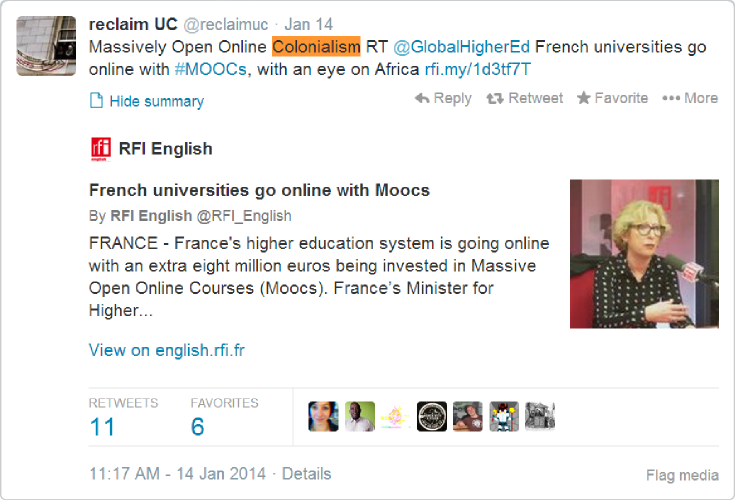 reclaim UC @reclaimuc · Jan 14
Massively Open Online Colonialism RT @GlobalHigherEd French universities go
online with #MOOCs, with an eye on Africa rfi.my/1d3tf7T
Hide summary
Reply Retweet Favorite More
rfi English RFI English
French universities go online with Moocs
By RFI English @RFI_English
FRANCE - France's higher education system is going online
with an extra eight million euros being invested in Massive
Open Online Courses (Moocs). France's Minister for
Higher...
View on english.rfi.fr
rfi
rfi
RETWEETS FAVORITES
11 6
11:17 AM - 14 Jan 2014 · Details
Flag media